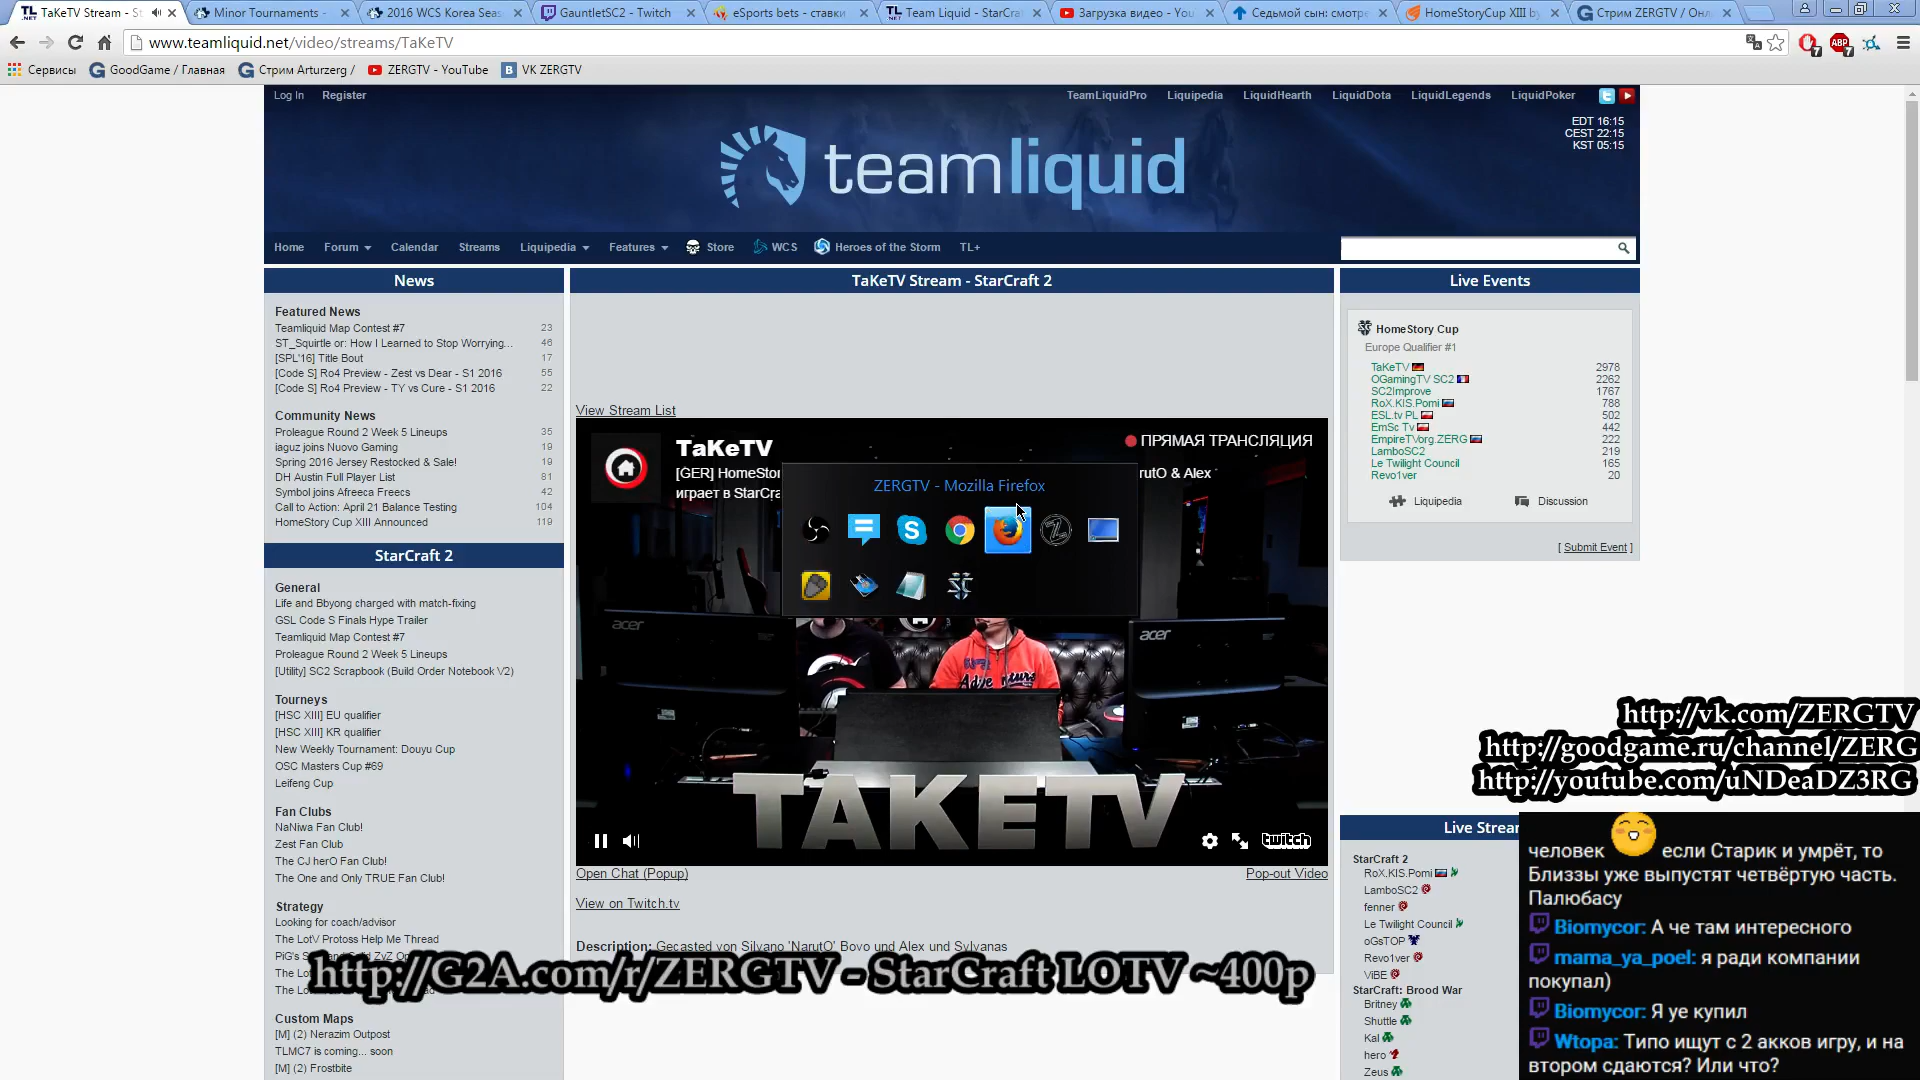 TaKeTV Stream - St
Minor Tournaments -
2016 WCS Korea Seas
GauntletSC2 - Twitch
eSports bets - ставки
Team Liquid - StarCra
Загрузка видео - You
Седьмой сын: смотре
HomeStoryCup XIII by
Стрим ZERGTV / Онл
www.teamliquid.net/video/streams/TaKeTV
Сервисы
GoodGame / Главная
Стрим Arturzerg /
ZERGTV - YouTube
VK ZERGTV
Log In Register
TeamLiquidPro Liquipedia LiquidHearth LiquidDota LiquidLegends LiquidPoker
EDT 16:15
CEST 22:15
KST 05:15
teamliquid
Home Forum Calendar Streams Liquipedia Features Store WCS Heroes of the Storm TL+
News
Featured News
Teamliquid Map Contest #7 23
ST_Squirtle or: How I Learned to Stop Worrying... 46
[SPL'16] Title Bout 17
[Code S] Ro4 Preview - Zest vs Dear - S1 2016 55
[Code S] Ro4 Preview - TY vs Cure - S1 2016 22
Community News
Proleague Round 2 Week 5 Lineups 35
iaguz joins Nuovo Gaming 19
Spring 2016 Jersey Restocked & Sale! 19
DH Austin Full Player List 81
Symbol joins Afreeca Freecs 42
Call to Action: April 21 Balance Testing 104
HomeStory Cup XIII Announced 119
StarCraft 2
General
Life and Bbyong charged with match-fixing
GSL Code S Finals Hype Trailer
Teamliquid Map Contest #7
Proleague Round 2 Week 5 Lineups
[Utility] SC2 Scrapbook (Build Order Notebook V2)
Tourneys
[HSC XIII] EU qualifier
[HSC XIII] KR qualifier
New Weekly Tournament: Douyu Cup
OSC Masters Cup #69
Leifeng Cup
Fan Clubs
NaNiwa Fan Club!
Zest Fan Club
The CJ herO Fan Club!
The One and Only TRUE Fan Club!
Strategy
Looking for coach/advisor
The LotV Protoss Help Me Thread
PiG's S
The Lo
The Lo
Custom Maps
[M] (2) Nerazim Outpost
TLMC7 is coming... soon
[M] (2) Frostbite
TaKeTV Stream - StarCraft 2
View Stream List
TaKeTV
ПРЯМАЯ ТРАНСЛЯЦИЯ
[GER] HomeStor
rutO & Alex
играет в StarCra
ZERGTV - Mozilla Firefox
acer
acer
TAKETV
twitch
Open Chat (Popup)
Pop-out Video
View on Twitch.tv
Description: Gecasted von Silvano 'NarutO' Bovo und Alex und Sylvanas
http://G2A.com/r/ZERGTV - StarCraft LOTV ~400p
Live Events
HomeStory Cup
Europe Qualifier #1
TaKeTV 2978
OGamingTV SC2 2262
SC2Improve 1767
RoX.KIS.Pomi 788
ESL.tv PL 502
EmSc Tv 442
EmpireTVorg.ZERG 222
LamboSC2 219
Le Twilight Council 165
Revo1ver 20
Liquipedia Discussion
[ Submit Event ]
http://vk.com/ZERGTV
http://goodgame.ru/channel/ZERG
http://youtube.com/uNDeaDZ3RG
Live Strea
StarCraft 2
RoX.KIS.Pomi
LamboSC2
fenner
Le Twilight Council
oGsTOP
Revo1ver
ViBE
StarCraft: Brood War
Britney
Shuttle
Kal
hero
Zeus
человек если Старик и умрёт, то
Близзы уже выпустят четвёртую часть.
Палюбасу
Biomycor: А че там интересного
mama_ya_poel: я ради компании
покупал)
Biomycor: Я уе купил
Wtopa: Типо ищут с 2 акков игру, и на
втором сдаются? Или что?